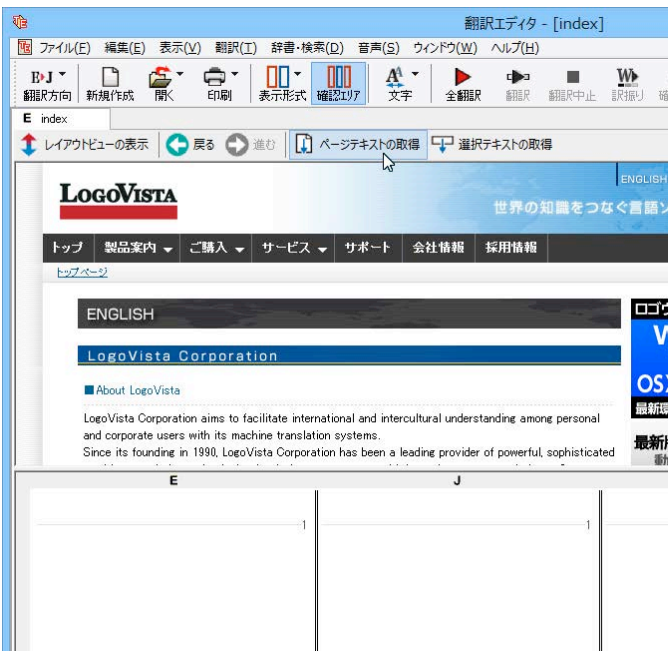 翻訳エディタ - [index]
ファイル(F) 編集(E) 表示(V) 翻訳(T) 辞書・検索(D) 音声(S) ウィンドウ(W) ヘルプ(H)
E▸J
翻訳方向 新規作成 開く 印刷 表示形式 確認エリア 文字 全翻訳 翻訳 翻訳中止 訳振り
E index
レイアウトビューの表示 戻る 進む ページテキストの取得 選択テキストの取得
ENGLISH
LOGOVISTA
世界の知識をつなぐ言語ソ
トップ 製品案内 ご購入 サービス サポート 会社情報 採用情報
トップページ
ENGLISH
LogoVista Corporation
About LogoVista
LogoVista Corporation aims to facilitate international and intercultural understanding among personal
and corporate users with its machine translation systems.
Since its founding in 1990, LogoVista Corporation has been a leading provider of powerful, sophisticated
ロゴウ
W
OSX
最新
最新版
動
E J
1 1